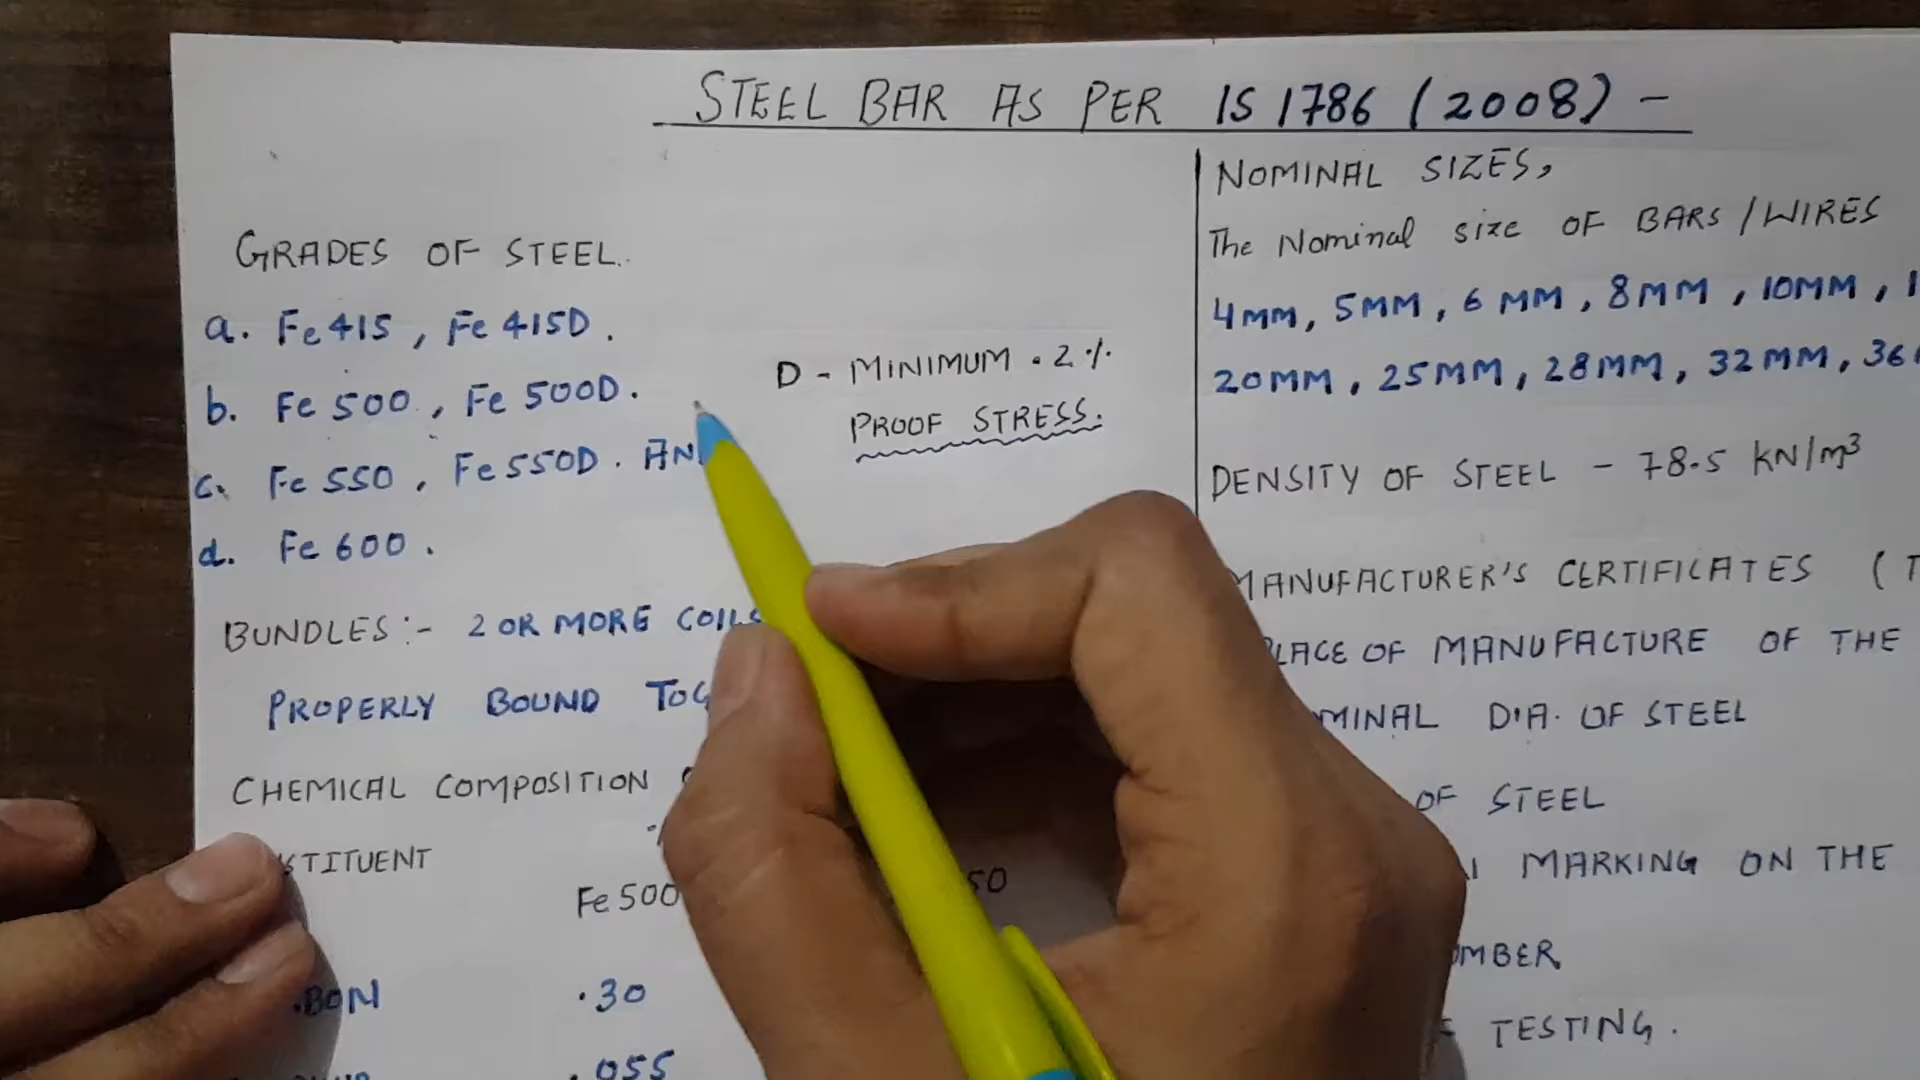 STEEL BAR AS PER IS 1786 (2008) -
GRADES OF STEEL.
a. Fe 415, Fe 415D.
b. Fe 500, Fe 500D.
c. Fe 550, Fe 550D.
d. Fe 600.
D - MINIMUM .2%
PROOF STRESS.
BUNDLES:- 2 OR MORE COILS
PROPERLY BOUND
CHEMICAL COMPOSITION
Fe 500
.30
.055
NOMINAL SIZES,
The Nominal size OF BARS/WIRES
4MM, 5MM, 6MM, 8MM, 10MM,
20MM, 25MM, 28MM, 32MM, 36
DENSITY OF STEEL - 78.5 KN/m³
MANUFACTURER'S CERTIFICATES (
OF MANUFACTURE OF THE
DIA. OF STEEL
OF STEEL
MARKING ON THE
TESTING.